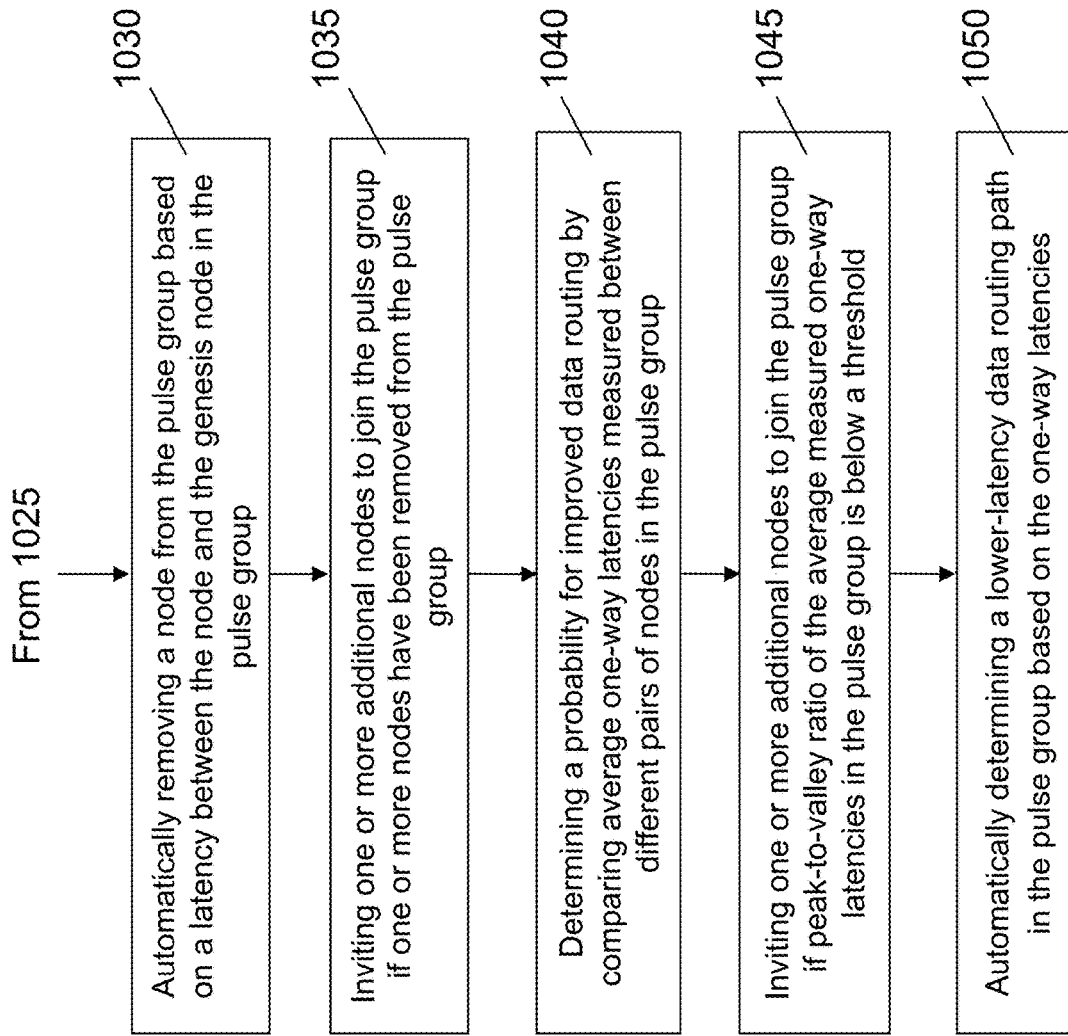 From 1025
1030
Automatically removing a node from the pulse group based
on a latency between the node and the genesis node in the
pulse group
1035
Inviting one or more additional nodes to join the pulse group
if one or more nodes have been removed from the pulse
group
1040
Determining a probability for improved data routing by
comparing average one-way latencies measured between
different pairs of nodes in the pulse group
1045
Inviting one or more additional nodes to join the pulse group
if peak-to-valley ratio of the average measured one-way
latencies in the pulse group is below a threshold
1050
Automatically determining a lower-latency data routing path
in the pulse group based on the one-way latencies